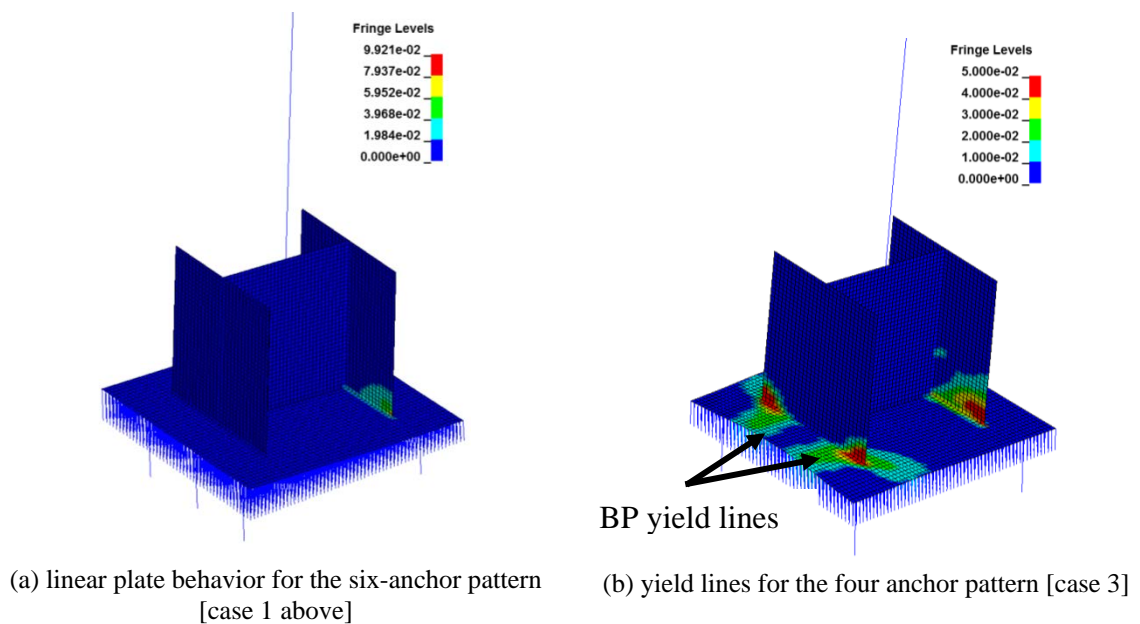 Fringe Levels
9.921e-02
7.937e-02
5.952e-02
3.968e-02
1.984e-02
0.000e+00
Fringe Levels
5.000e-02
4.000e-02
3.000e-02
2.000e-02
1.000e-02
0.000e+00
BP yield lines
(a) linear plate behavior for the six-anchor pattern
[case 1 above]
(b) yield lines for the four anchor pattern [case 3]